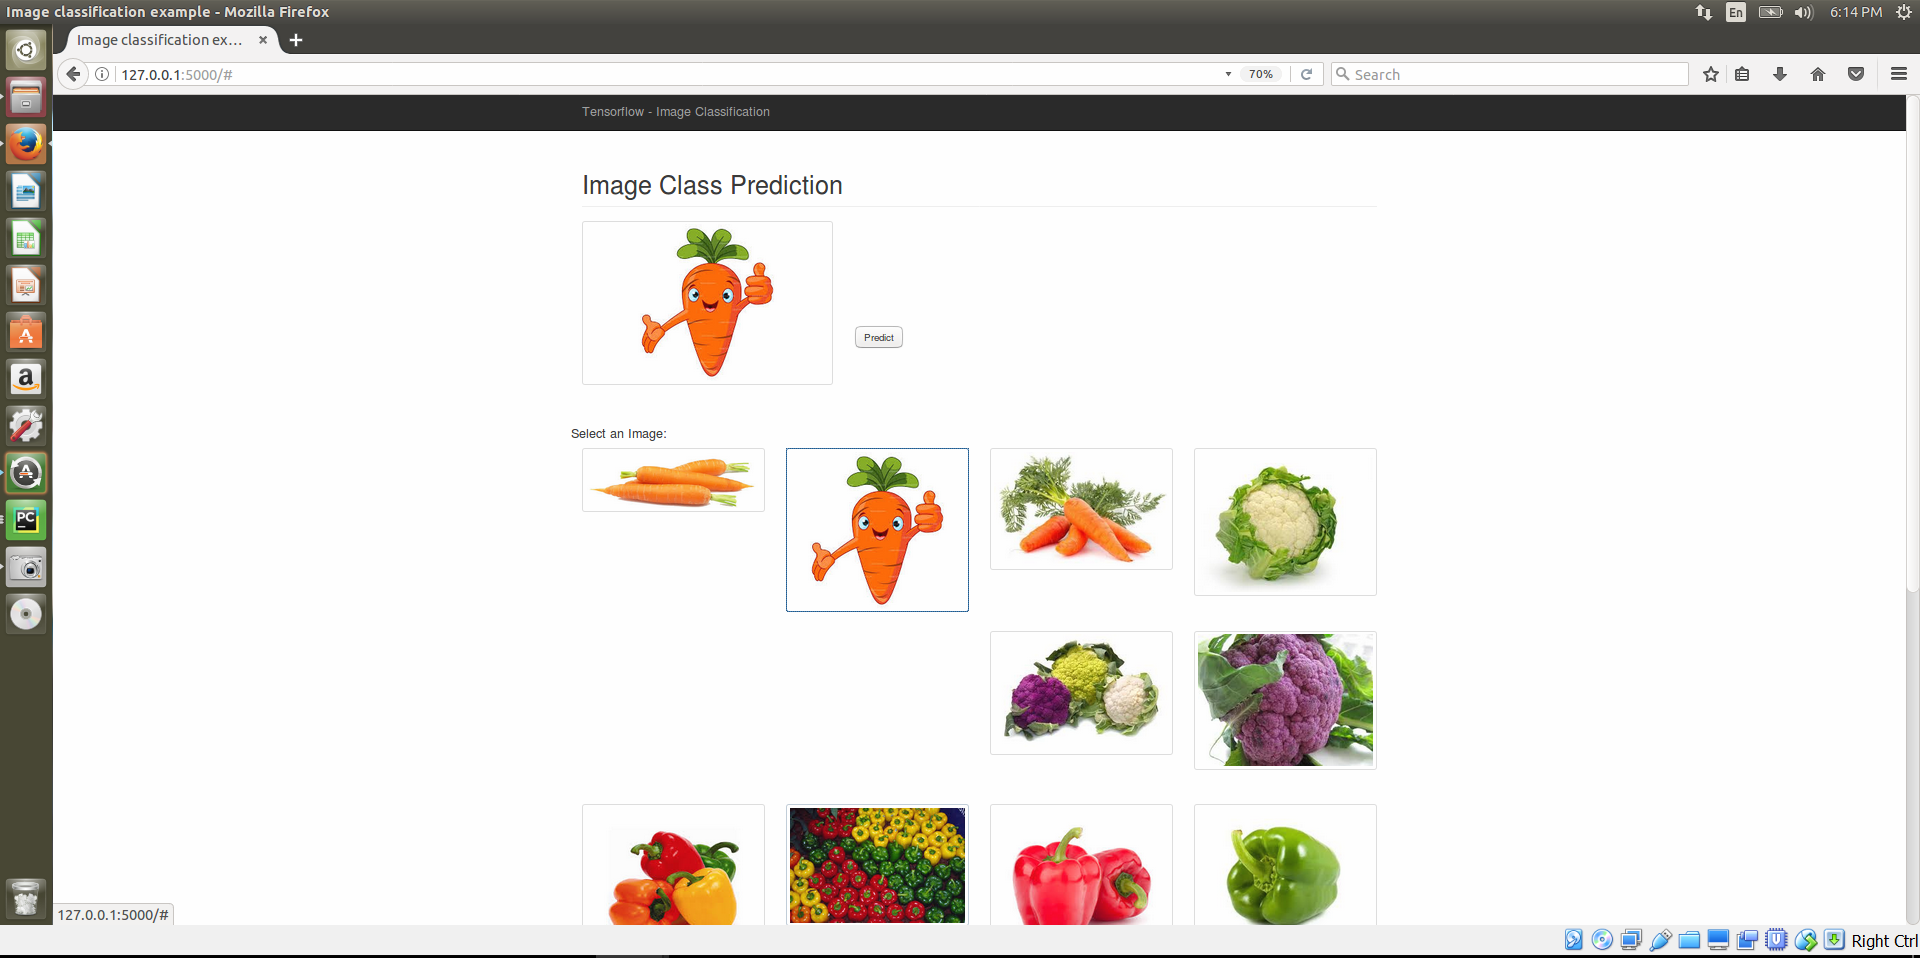 Image classification example - Mozilla Firefox
En
6:14 PM
Image classification ex...
127.0.0.1:5000/#
70%
Search
Tensorflow - Image Classification
Image Class Prediction
Predict
Select an Image:
a
PC
127.0.0.1:5000/#
Right Ctrl